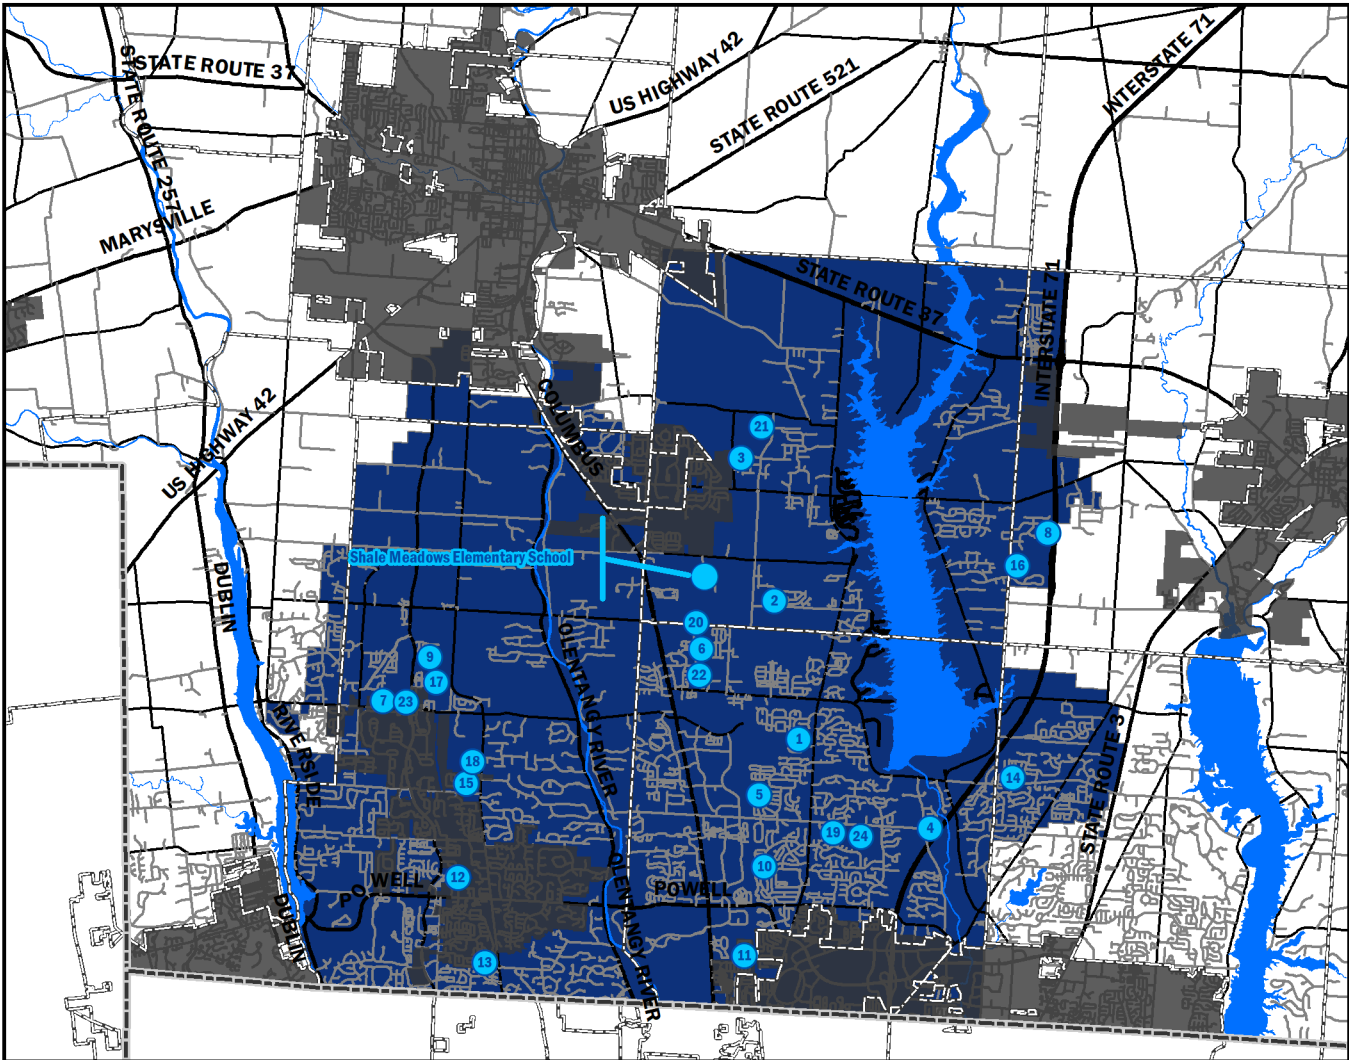 STATE ROUTE 37
STATE ROUTE 257
MARYSVILLE
US HIGHWAY 42
STATE ROUTE 521
INTERSTATE 71
STATE ROUTE 37
INTERSTATE 71
US HIGHWAY 42
COLUMBUS
21
3
8
16
Shale Meadows Elementary School
2
DUBLIN
20
6
22
9
17
7
23
OLENTANGY RIVER
RIVERSIDE
1
STATE ROUTE 3
18
15
14
5
19
24
4
10
12
POWELL
POWELL
OLENTANGY RIVER
DUBLIN
11
13